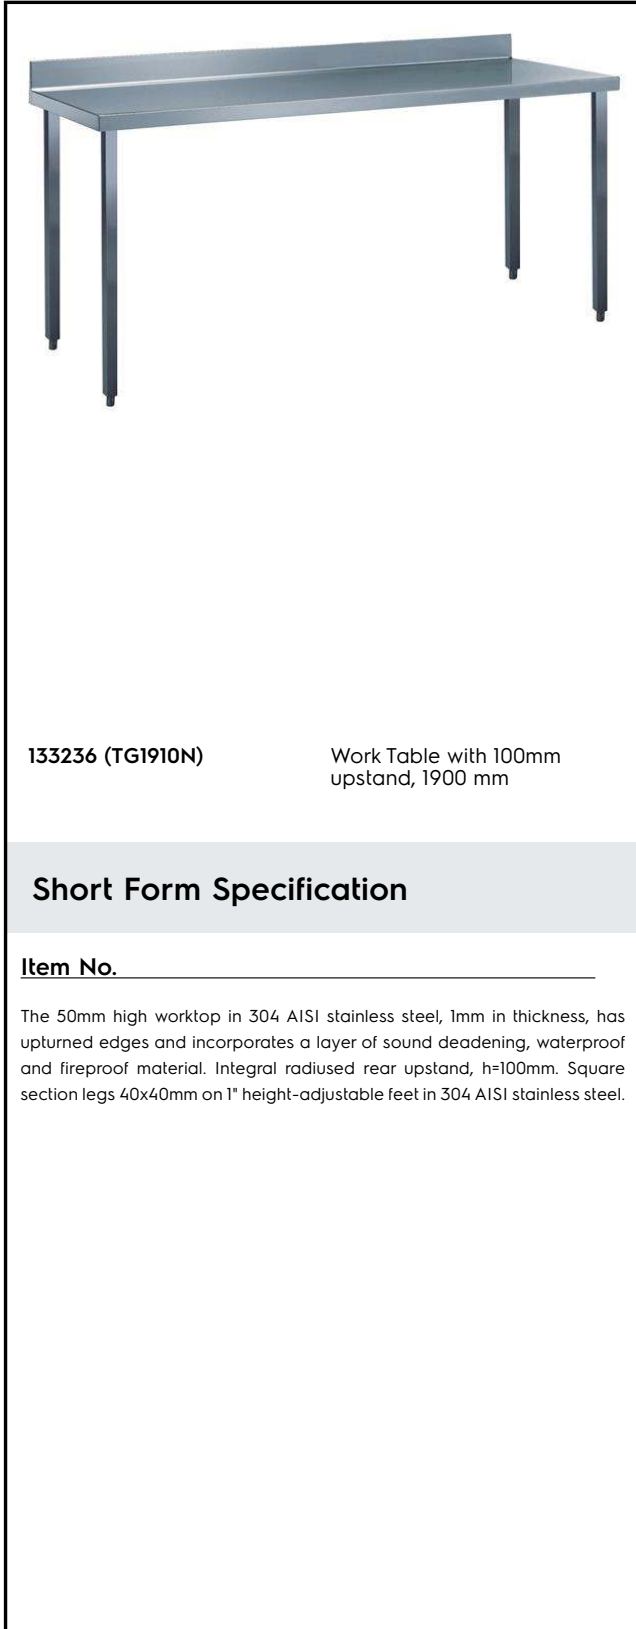 133236 (TG1910N)
Work Table with 100mm
upstand, 1900 mm
Short Form Specification
Item No.
The 50mm high worktop in 304 AISI stainless steel, 1mm in thickness, has
upturned edges and incorporates a layer of sound deadening, waterproof
and fireproof material. Integral radiused rear upstand, h=100mm. Square
section legs 40x40mm on 1" height-adjustable feet in 304 AISI stainless steel.